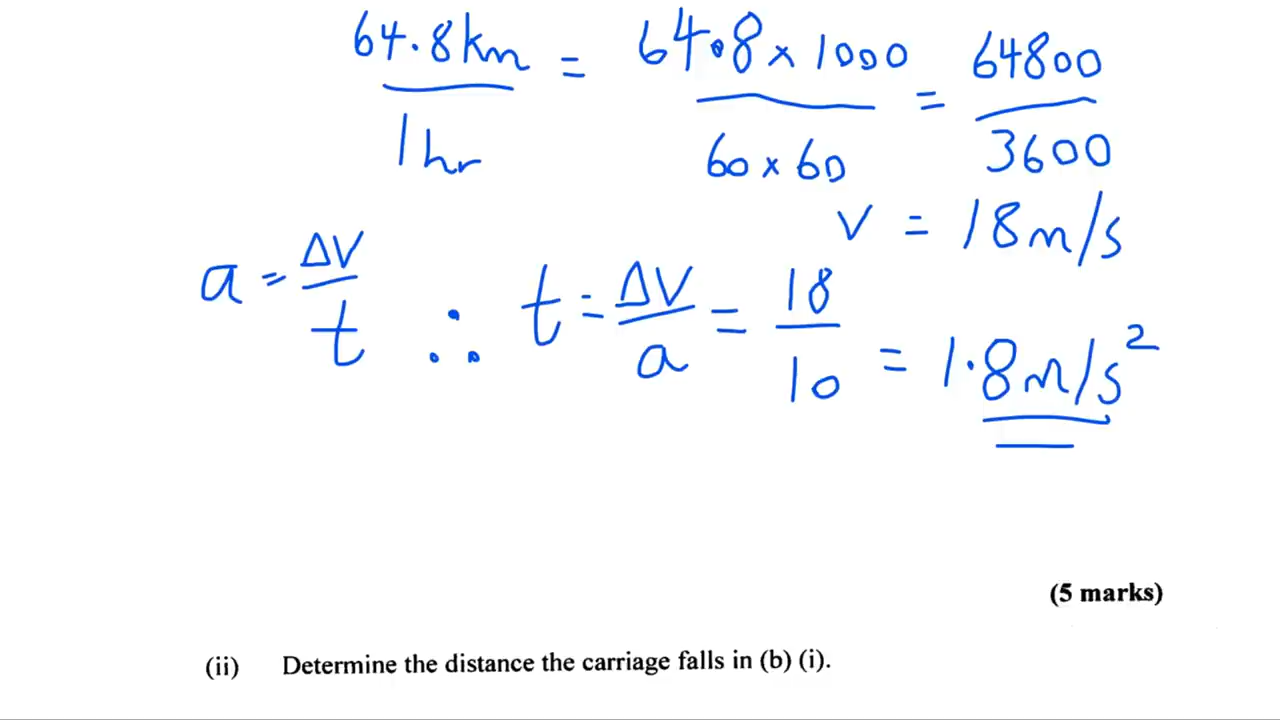 64.8km/1hr = 64.8 x 1000/60 x 60 = 64800/3600
v = 18m/s
a = ΔV/t ∴ t = ΔV/a = 18/10 = 1.8m/s²
(5 marks)
(ii) Determine the distance the carriage falls in (b) (i).